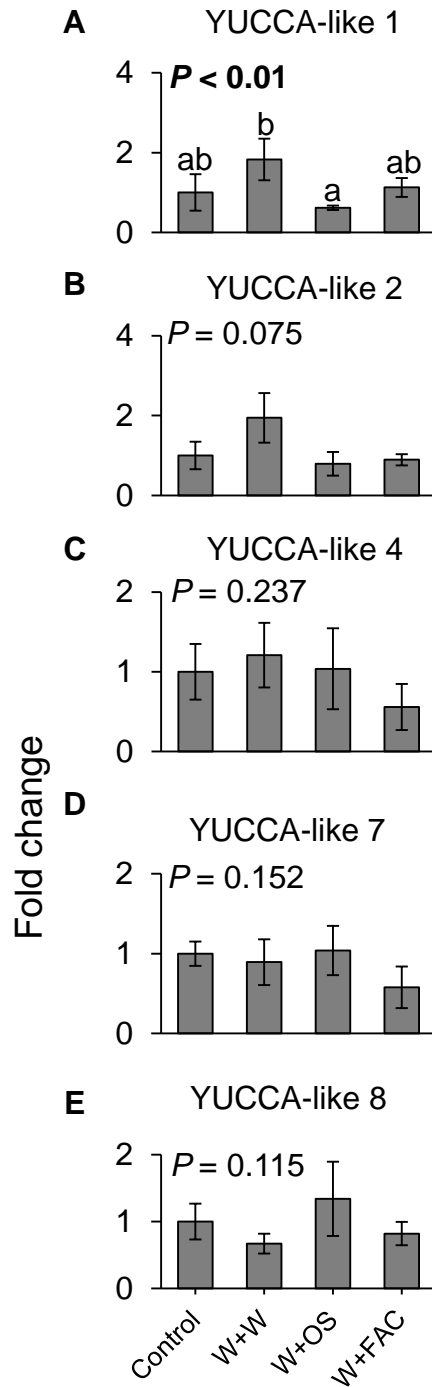 A YUCCA-like 1
4 P < 0.01
2 ab b a ab
0
B YUCCA-like 2
4 P = 0.075
2
0
C YUCCA-like 4
2 P = 0.237
1
0
D YUCCA-like 7
2 P = 0.152
1
0
E YUCCA-like 8
2 P = 0.115
1
0
Fold change
Control W+W W+OS W+FAC